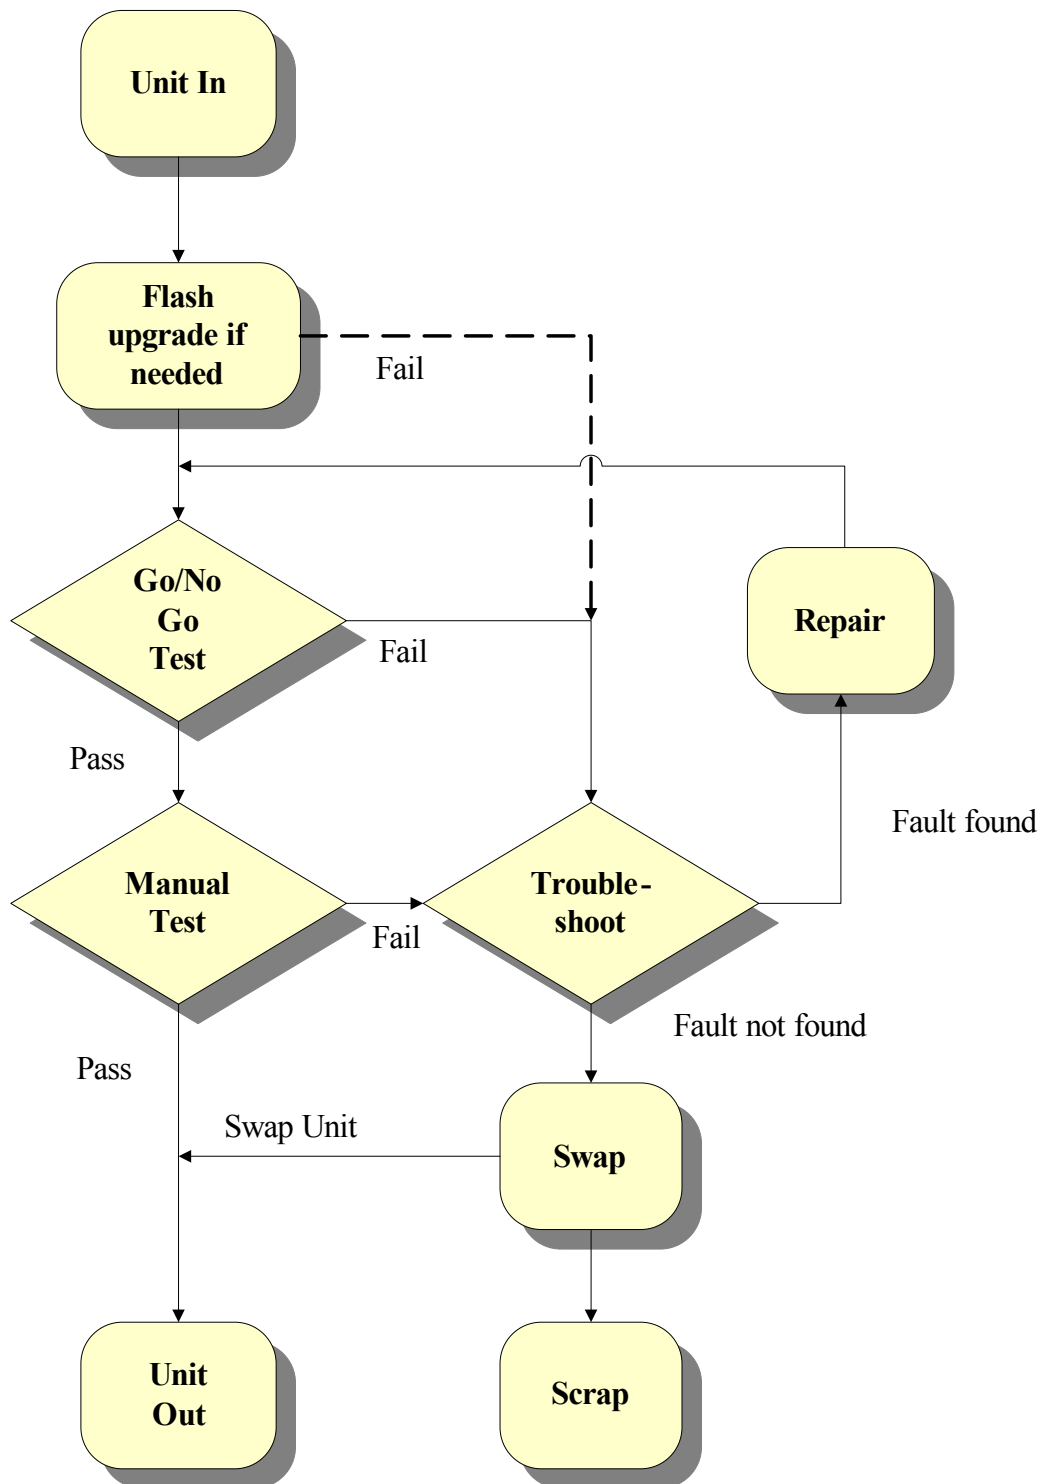 Unit In
Flash
upgrade if
needed
Fail
Go/No
Go
Test
Fail
Repair
Pass
Fault found
Manual
Test
Fail
Trouble-
shoot
Fault not found
Pass
Swap Unit
Swap
Unit
Out
Scrap